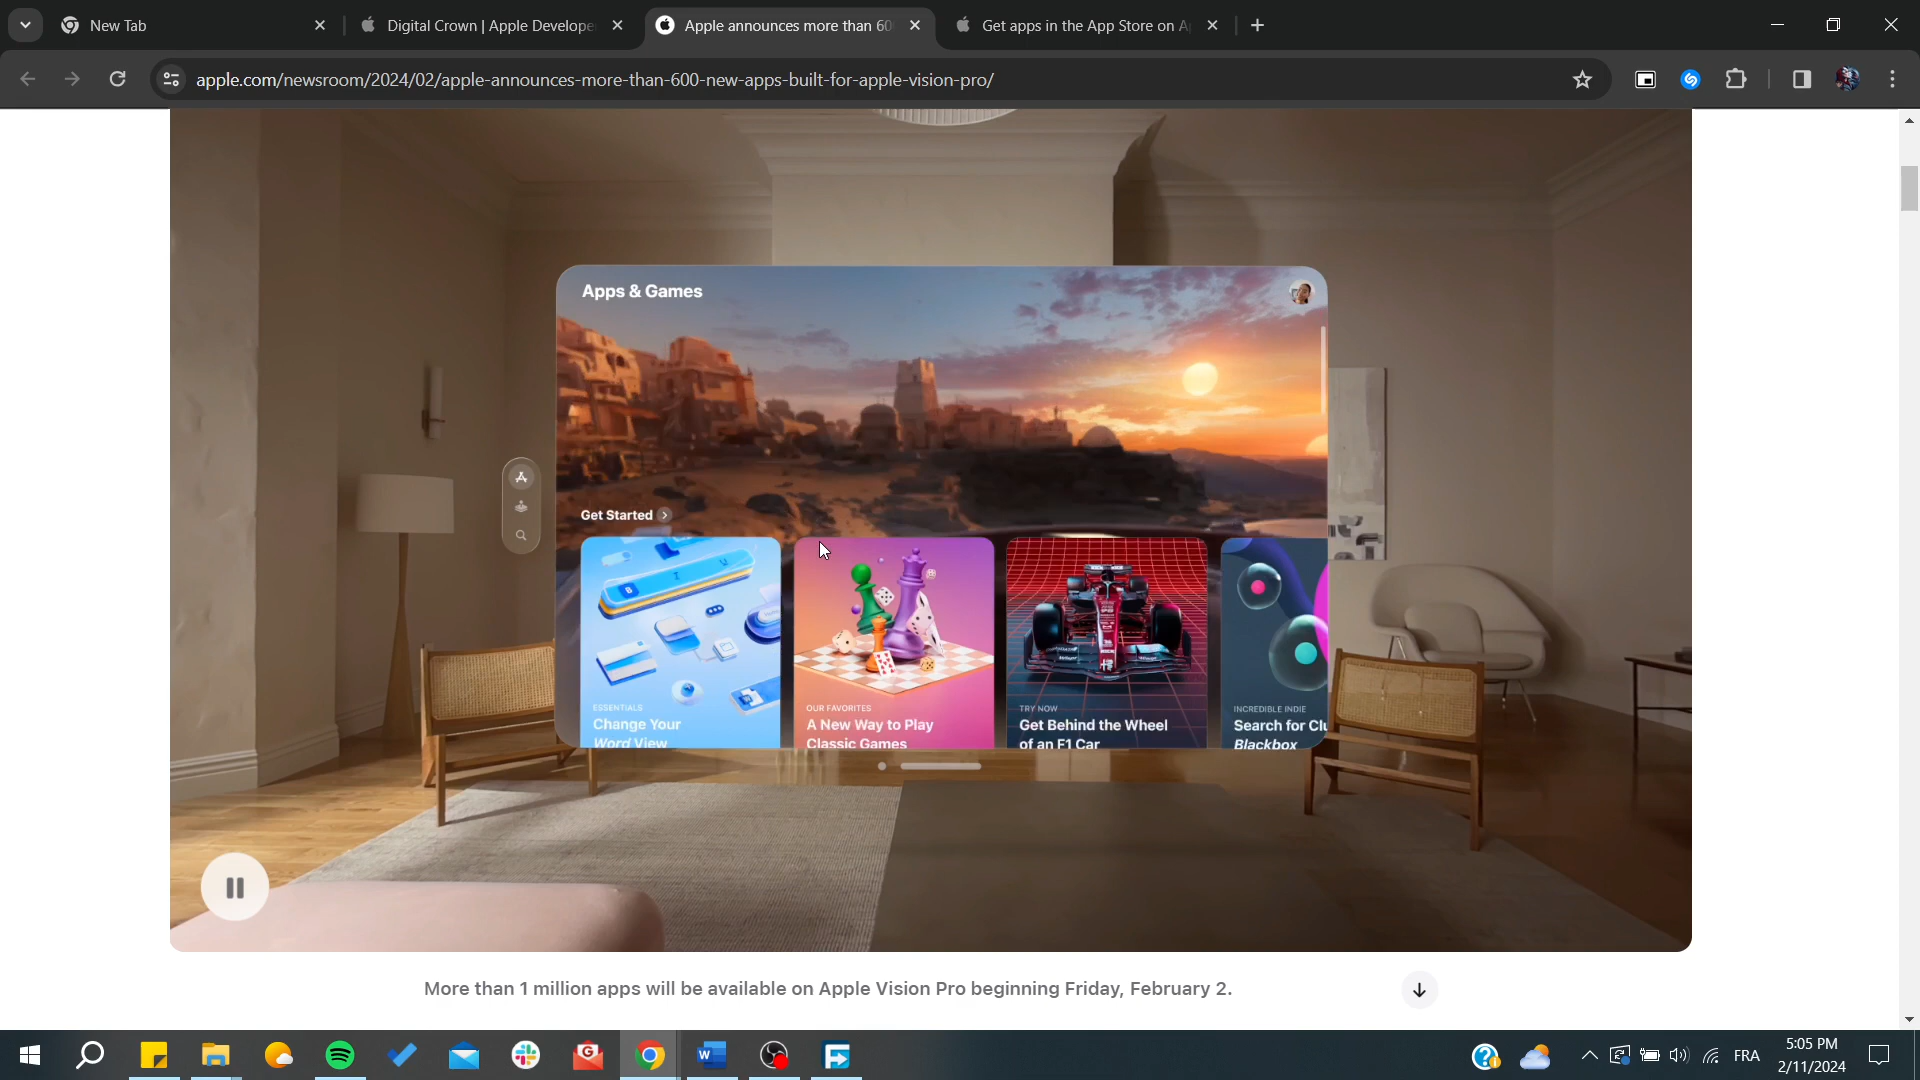 New Tab
Digital Crown | Apple Develope
Apple announces more than 60
Get apps in the App Store on A
apple.com/newsroom/2024/02/apple-announces-more-than-600-new-apps-built-for-apple-vision-pro/
Apps & Games
Get Started
ESSENTIALS
Change Your
Word View
OUR FAVORITES
A New Way to Play
Classic Games
TRY NOW
Get Behind the Wheel
of an F1 Car
INCREDIBLE INDIE
Search for Clu
Blackbox
More than 1 million apps will be available on Apple Vision Pro beginning Friday, February 2.
FRA
5:05 PM
2/11/2024